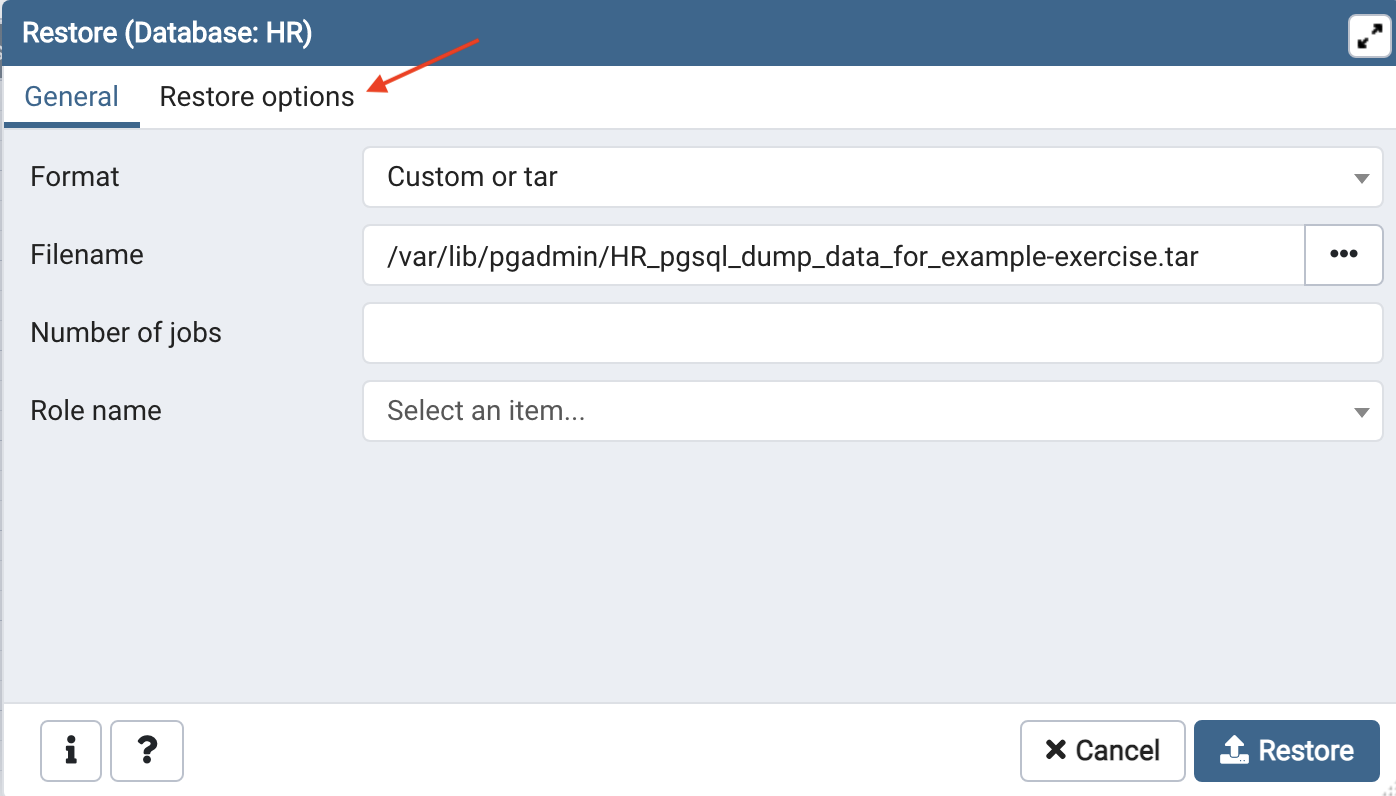 Restore (Database: HR)
General Restore options
Format Custom or tar
Filename /var/lib/pgadmin/HR_pgsql_dump_data_for_example-exercise.tar •••
Number of jobs
Role name Select an item...
i ? Cancel Restore